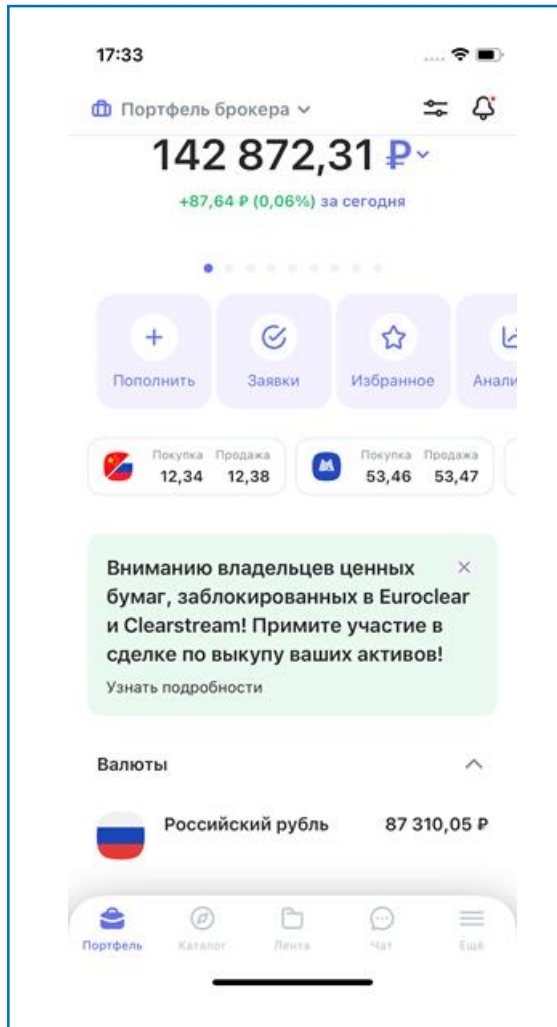 17:33
Портфель брокера
142 872,31 ₽
+87,64 ₽ (0,06%) за сегодня
Пополнить Заявки Избранное Анали
Покупка Продажа Покупка Продажа
12,34 12,38 53,46 53,47
Вниманию владельцев ценных
бумаг, заблокированных в Euroclear
и Clearstream! Примите участие в
сделке по выкупу ваших активов!
Узнать подробности
Валюты
Российский рубль 87 310,05 ₽
Портфель Каталог Лента Чат Ещё